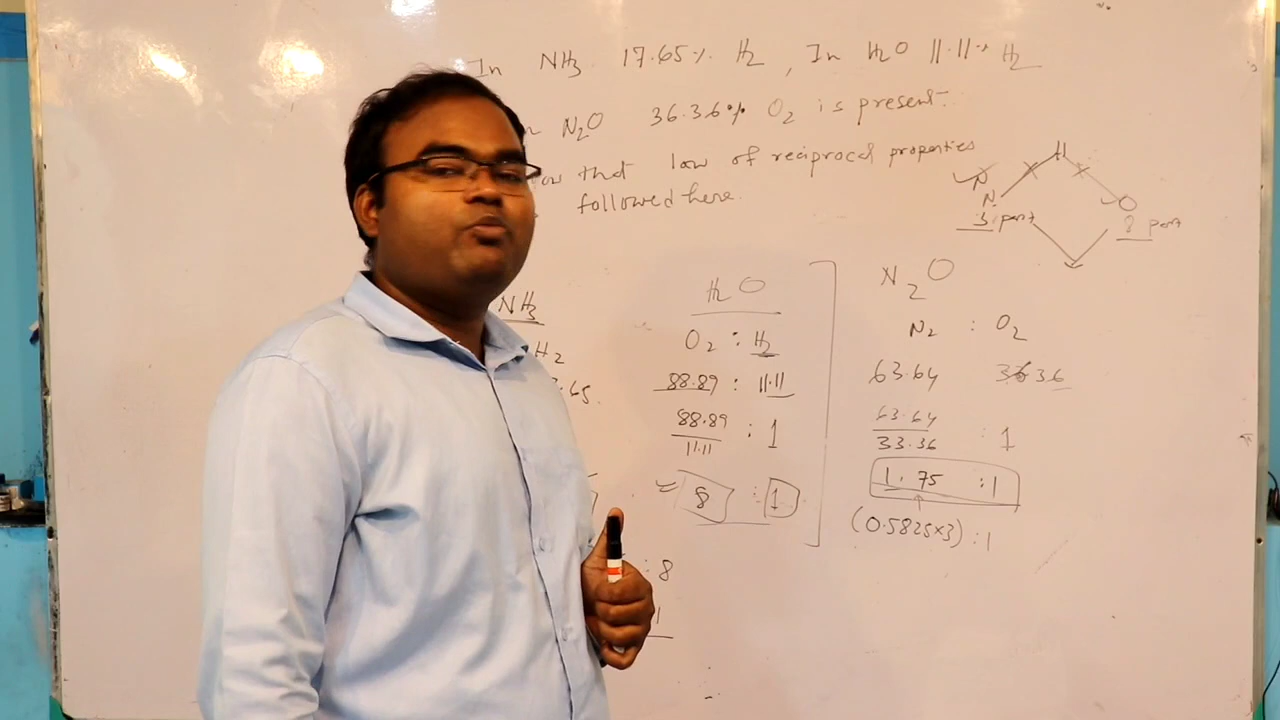 In NH3 17.65% H2, In H2O 11.11% H2
N2O 36.36% O2 is present.
that law of reciprocal properties
followed here.
H
N
N O
3 part 8 part
NH3
H2
.65
H2O
O2 : H2
88.89 : 11.11
88.89 : 1
11.11
= 8 : 1
: 8
1
N2O
N2 : O2
63.64 36.36
63.64 : 1
33.36
1.75 : 1
(0.5825×3) : 1